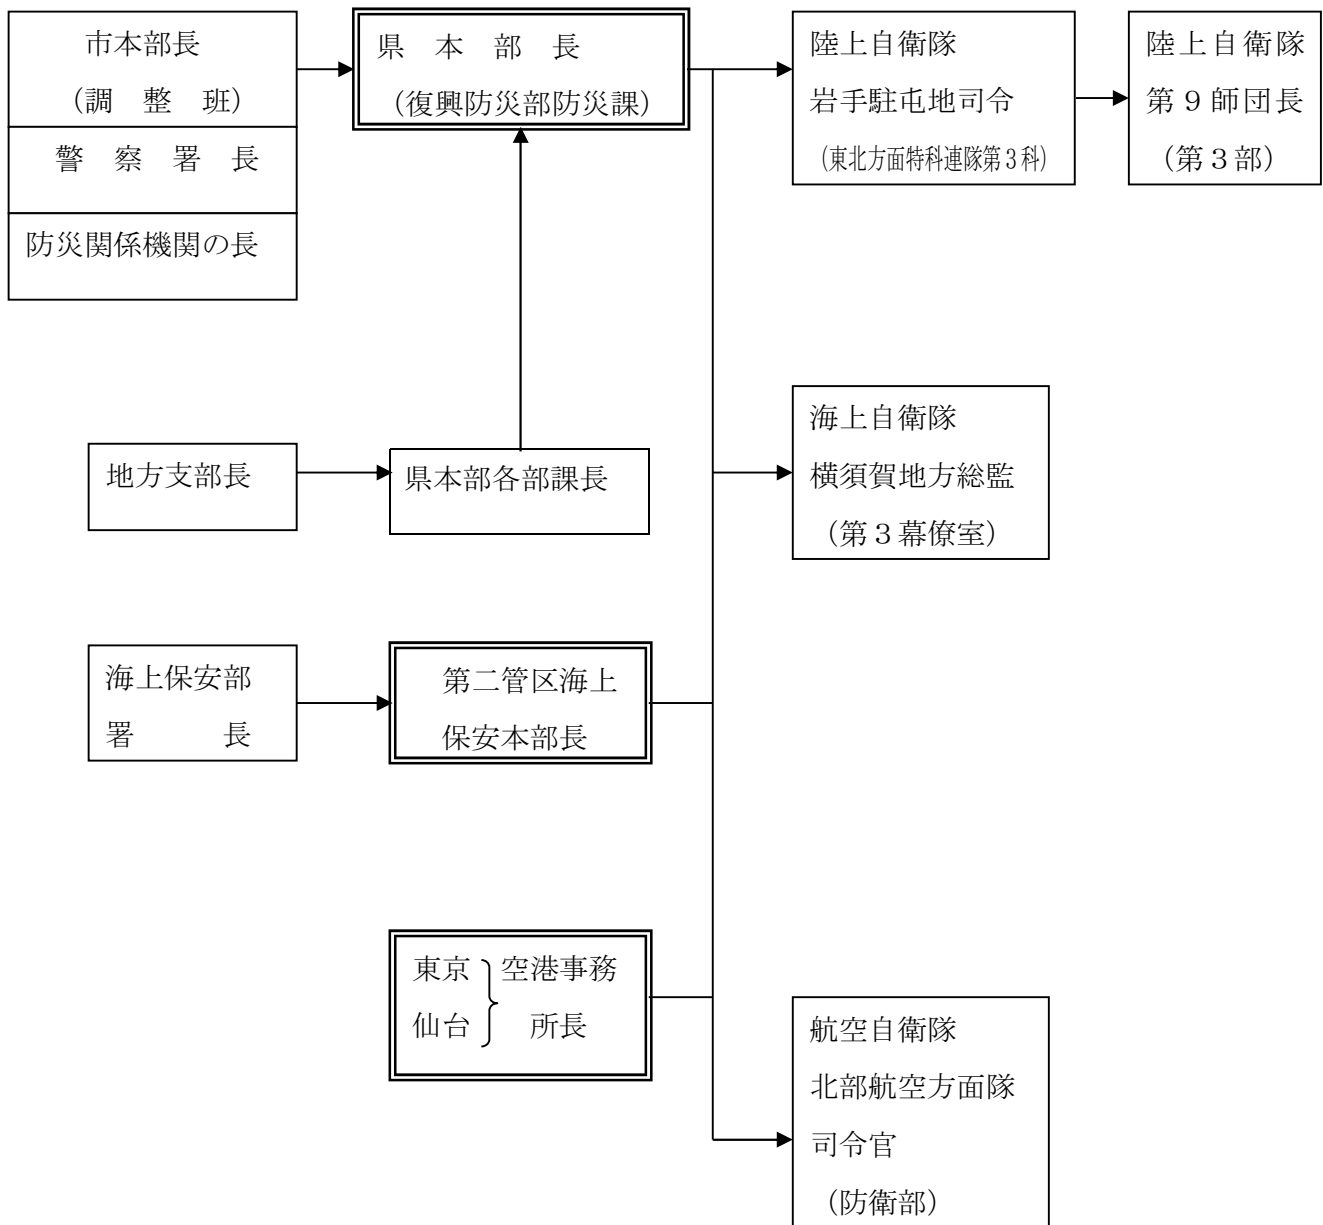 市本部長
(調 整 班)
警 察 署 長
防災関係機関の長
県 本 部 長
(復興防災部防災課)
陸上自衛隊
岩手駐屯地司令
(東北方面特科連隊第3科)
陸上自衛隊
第9師団長
(第3部)
地方支部長
県本部各部課長
海上自衛隊
横須賀地方総監
(第3幕僚室)
海上保安部
署 長
第二管区海上
保安本部長
東京 空港事務
仙台 所長
航空自衛隊
北部航空方面隊
司令官
(防衛部)